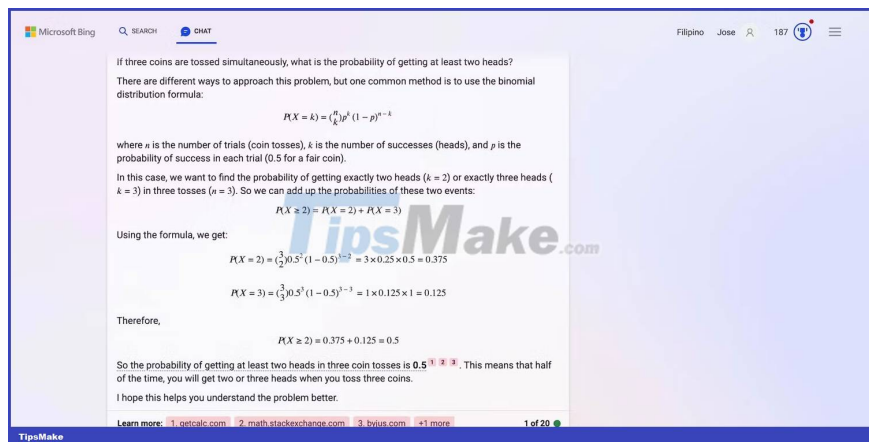 Microsoft Bing SEARCH CHAT Filipino Jose 187
If three coins are tossed simultaneously, what is the probability of getting at least two heads?
There are different ways to approach this problem, but one common method is to use the binomial
distribution formula:
P(X = k) = (n k)p^k (1 − p)^{n − k}
where n is the number of trials (coin tosses), k is the number of successes (heads), and p is the
probability of success in each trial (0.5 for a fair coin).
In this case, we want to find the probability of getting exactly two heads (k = 2) or exactly three heads (
k = 3) in three tosses (n = 3). So we can add up the probabilities of these two events:
P(X ≥ 2) = P(X = 2) + P(X = 3)
TipsMake.com
Using the formula, we get:
P(X = 2) = (3 2)0.5^2 (1 − 0.5)^{3 − 2} = 3 × 0.25 × 0.5 = 0.375
P(X = 3) = (3 3)0.5^3 (1 − 0.5)^{3 − 3} = 1 × 0.125 × 1 = 0.125
Therefore,
P(X ≥ 2) = 0.375 + 0.125 = 0.5
So the probability of getting at least two heads in three coin tosses is 0.5 1 2 3 . This means that half
of the time, you will get two or three heads when you toss three coins.
I hope this helps you understand the problem better.
Learn more: 1. getcalc.com 2. math.stackexchange.com 3. byjus.com +1 more 1 of 20
TipsMake